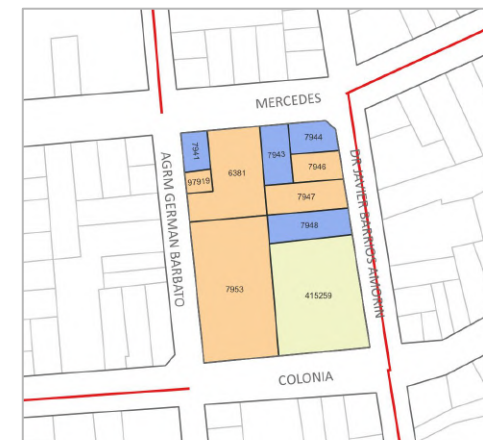 MERCEDES
AGRM GERMAN BARBATO
DR JAVIER BARRIOS AMORIN
7941
97919
6381
7943
7944
7946
7947
7948
7953
415259
COLONIA